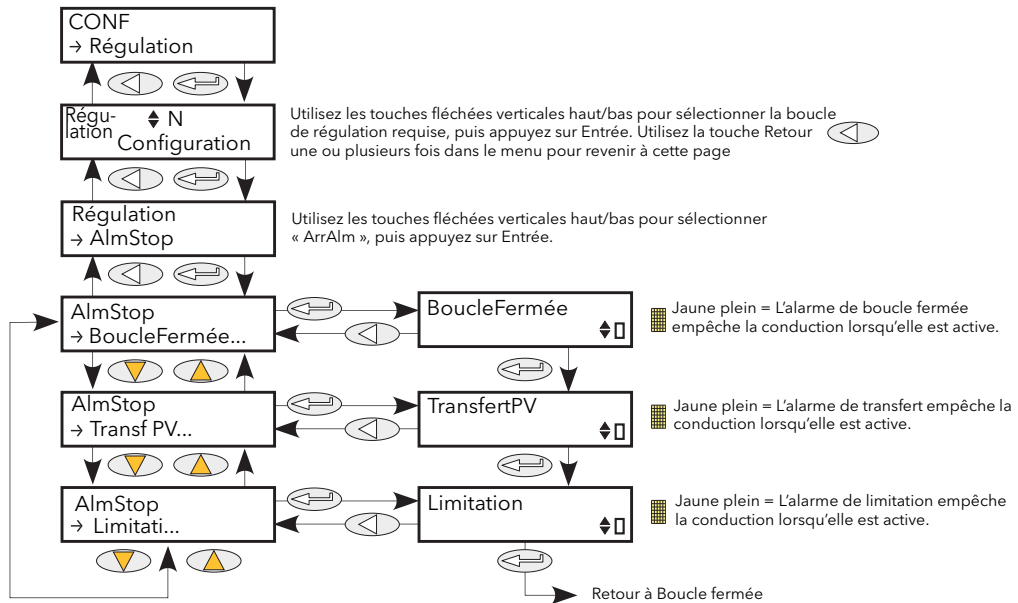 CONF
→ Régulation
Régu-
lation
N
Configuration
Utilisez les touches fléchées verticales haut/bas pour sélectionner la boucle
de régulation requise, puis appuyez sur Entrée. Utilisez la touche Retour
une ou plusieurs fois dans le menu pour revenir à cette page
Régulation
→ AlmStop
Utilisez les touches fléchées verticales haut/bas pour sélectionner
« ArrAlm », puis appuyez sur Entrée.
AlmStop
→ BoucleFermée...
BoucleFermée
Jaune plein = L'alarme de boucle fermée
empêche la conduction lorsqu'elle est active.
AlmStop
→ Transf PV...
TransfertPV
Jaune plein = L'alarme de transfert empêche la
conduction lorsqu'elle est active.
AlmStop
→ Limitati...
Limitation
Jaune plein = L'alarme de limitation empêche
la conduction lorsqu'elle est active.
Retour à Boucle fermée